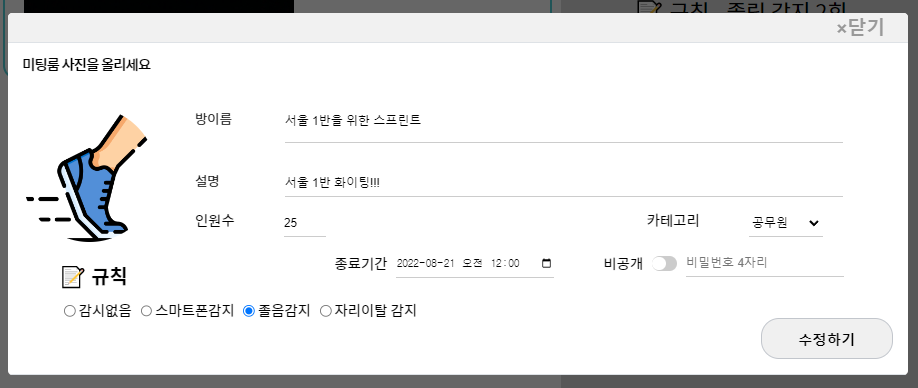 규칙 졸림 감지 2회
×닫기
미팅룸 사진을 올리세요
방이름 서울 1반을 위한 스프린트
설명 서울 1반 화이팅!!!
인원수 25 카테고리 공무원
종료기간 2022-08-21 오전 12:00 비공개 비밀번호 4자리
규칙
감시없음 스마트폰감지 졸음감지 자리이탈 감지
수정하기